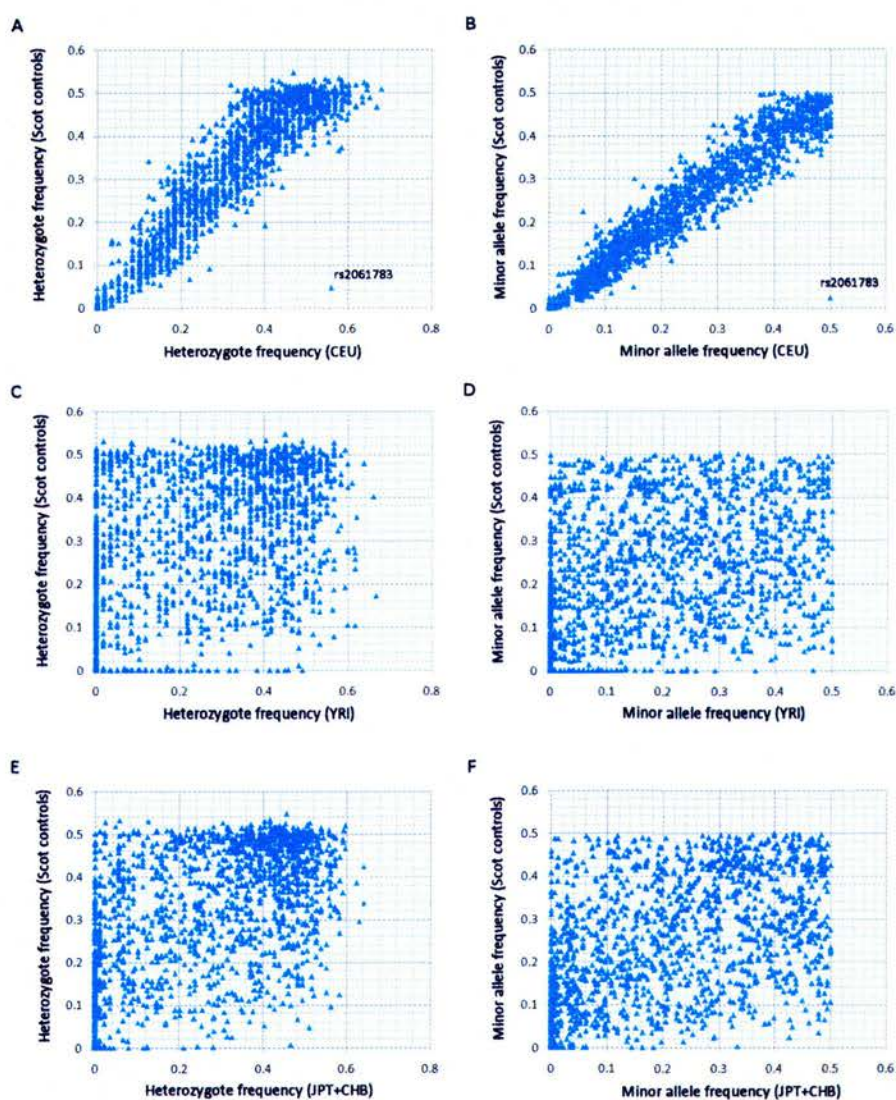 A
Heterozygote frequency (Scot controls)
0.6
0.5
0.4
0.3
0.2
0.1
0
rs2061783
0 0.2 0.4 0.6 0.8
Heterozygote frequency (CEU)
B
Minor allele frequency (Scot controls)
0.6
0.5
0.4
0.3
0.2
0.1
0
rs2061783
0 0.1 0.2 0.3 0.4 0.5 0.6
Minor allele frequency (CEU)
C
Heterozygote frequency (Scot controls)
0.6
0.5
0.4
0.3
0.2
0.1
0
0 0.2 0.4 0.6 0.8
Heterozygote frequency (YRI)
D
Minor allele frequency (Scot controls)
0.6
0.5
0.4
0.3
0.2
0.1
0
0 0.1 0.2 0.3 0.4 0.5 0.6
Minor allele frequency (YRI)
E
Heterozygote frequency (Scot controls)
0.6
0.5
0.4
0.3
0.2
0.1
0
0 0.2 0.4 0.6 0.8
Heterozygote frequency (JPT+CHB)
F
Minor allele frequency (Scot controls)
0.6
0.5
0.4
0.3
0.2
0.1
0
0 0.1 0.2 0.3 0.4 0.5 0.6
Minor allele frequency (JPT+CHB)